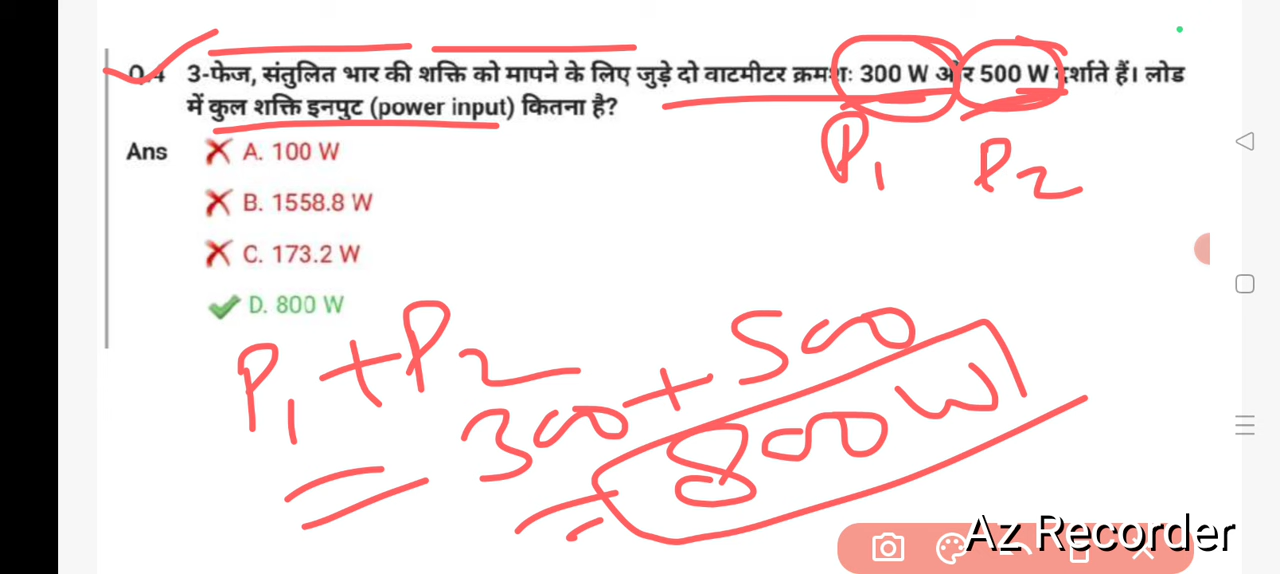 Q.4 3-फेज, संतुलित भार की शक्ति को मापने के लिए जुड़े दो वाटमीटर क्रमशः 300 W और 500 W दर्शाते हैं। लोड
में कुल शक्ति इनपुट (power input) कितना है?
P1 P2
Ans A. 100 W
B. 1558.8 W
C. 173.2 W
D. 800 W
P1 + P2
= 300 + 500
= 800 W
Az Recorder